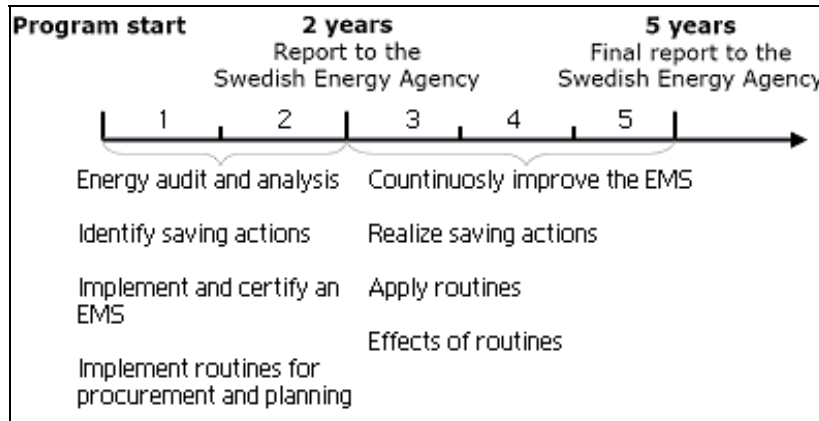 Program start
2 years
5 years
Report to the
Swedish Energy Agency
Final report to the
Swedish Energy Agency
1 2 3 4 5
Energy audit and analysis
Identify saving actions
Implement and certify an
EMS
Implement routines for
procurement and planning
Countinuosly improve the EMS
Realize saving actions
Apply routines
Effects of routines